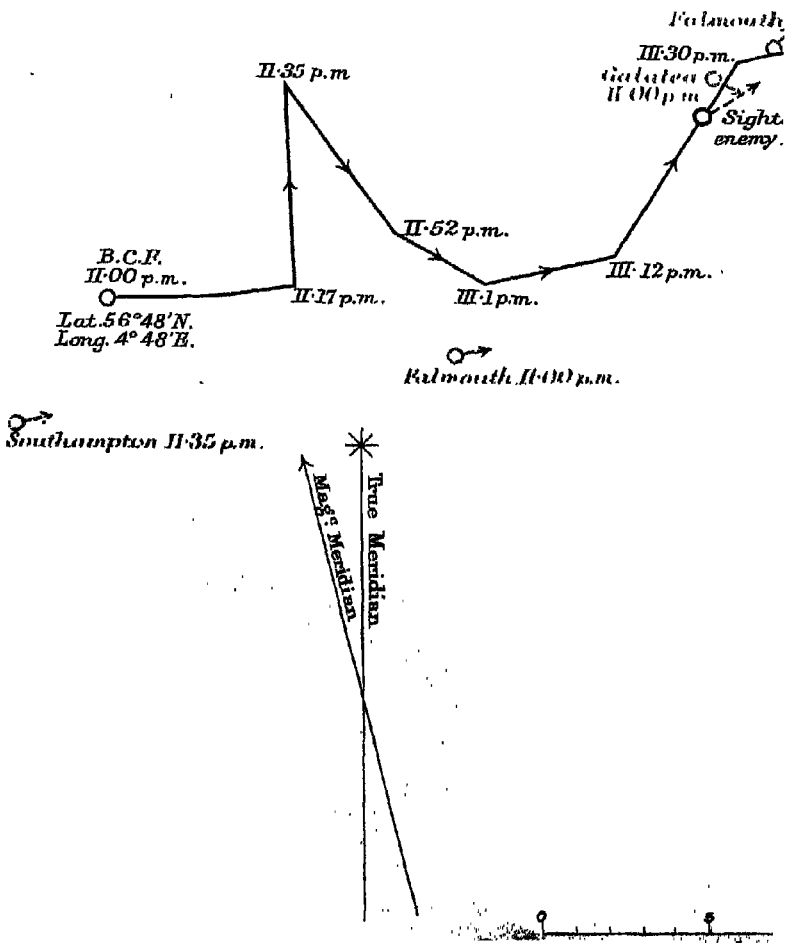 Falmouth
II·35 p.m
III·30 p.m.
Galatea
II·00 p.m
Sight
enemy.
II·52 p.m.
B.C.F.
II·00 p.m.
II·17 p.m.
III·1 p.m.
III·12 p.m.
Lat. 56° 48' N.
Long. 4° 48' E.
Falmouth II·00 p.m.
Southampton II·35 p.m.
True Meridian
Magc. Meridian
0 5